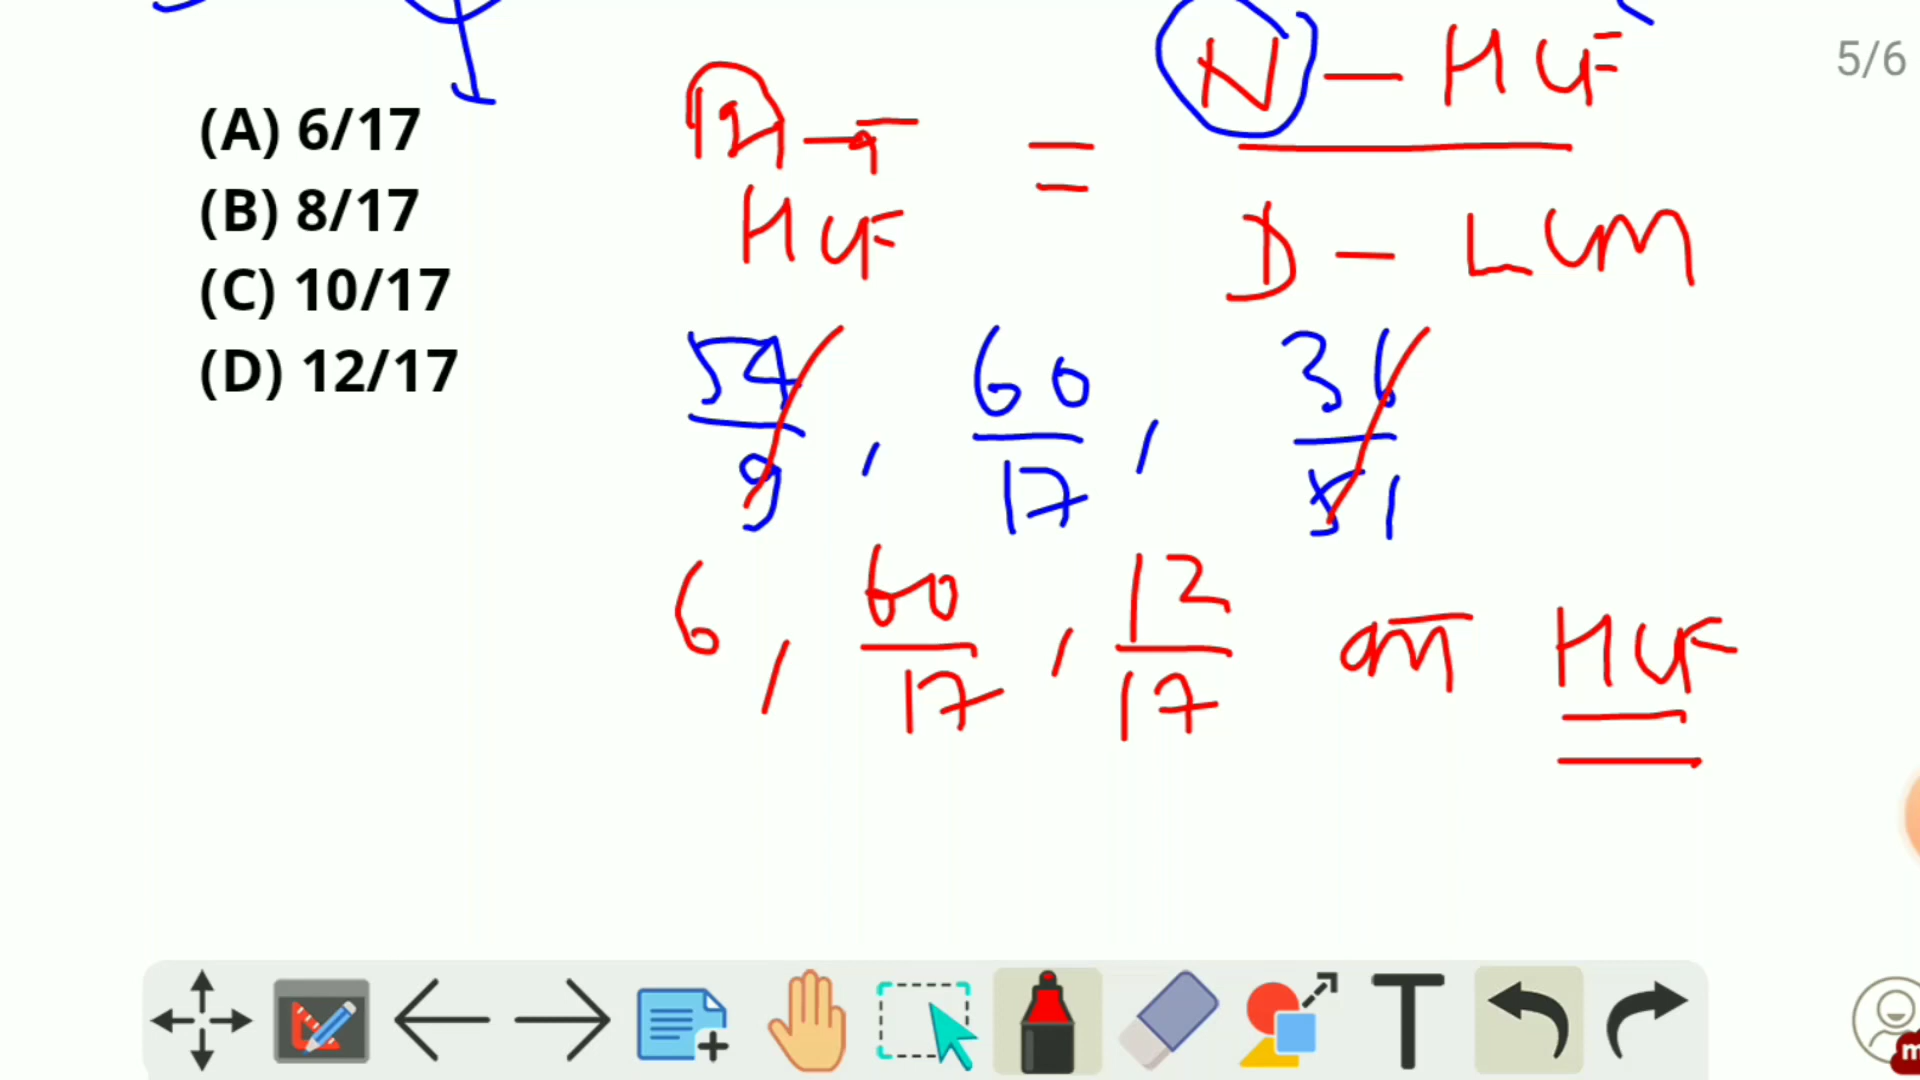 5/6
N - HCF
भिन्न का
HCF
=
D - LCM
(A) 6/17
(B) 8/17
(C) 10/17
(D) 12/17
54/9, 60/17, 36/51
6, 60/17, 12/17 का HCF